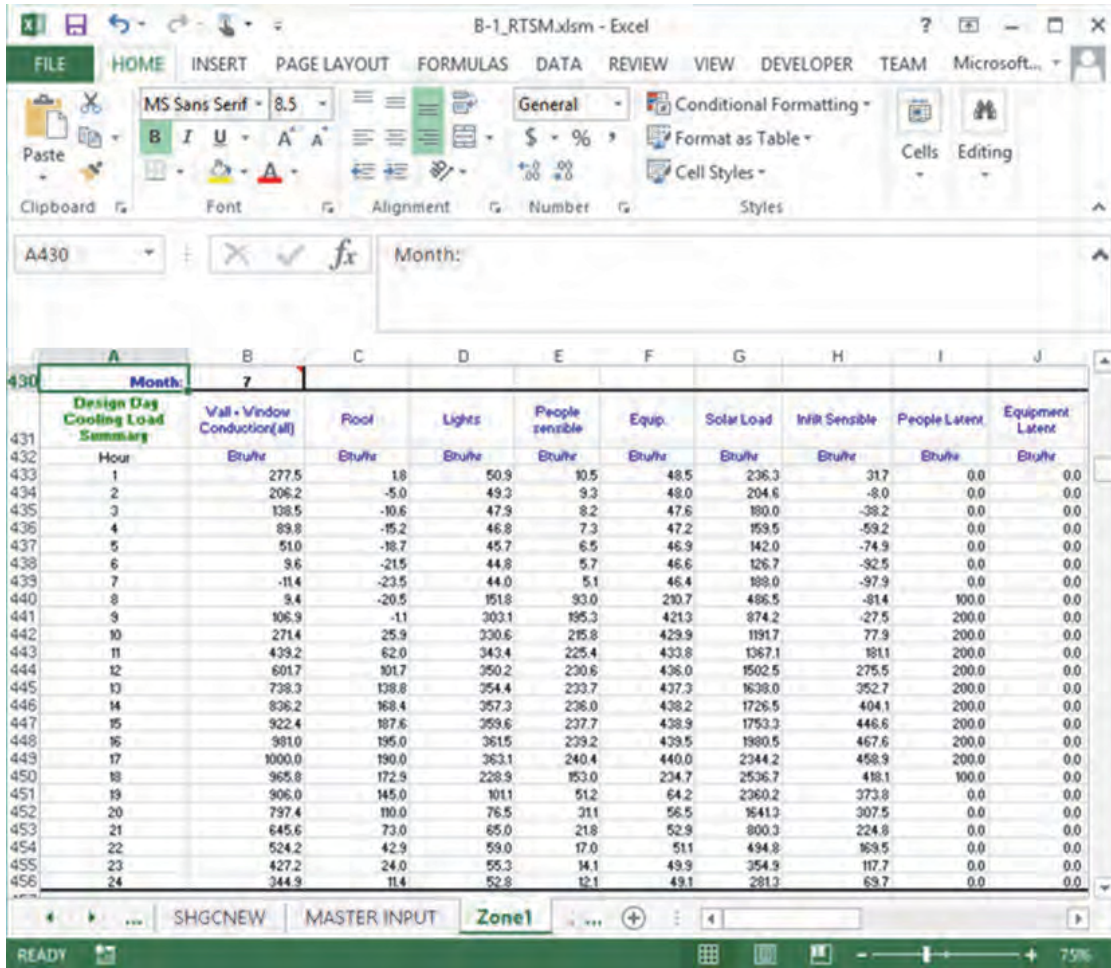 B-1_RTSM.xlsm - Excel
FILE HOME INSERT PAGE LAYOUT FORMULAS DATA REVIEW VIEW DEVELOPER TEAM Microsoft...
MS Sans Serif 8.5 General Conditional Formatting
B I U A A $ % , Format as Table
Paste A Cell Styles Cells Editing
Clipboard Font Alignment Number Styles
A430 fx Month:
A B C D E F G H I J
430 Month: 7
431 Design Day Cooling Load Summary Wall + Window Conduction(all) Roof Lights People sensible Equip. Solar Load Infilt Sensible People Latent Equipment Latent
432 Hour Btu/hr Btu/hr Btu/hr Btu/hr Btu/hr Btu/hr Btu/hr Btu/hr Btu/hr
433 1 277.5 1.8 50.9 10.5 48.5 236.3 31.7 0.0 0.0
434 2 206.2 -5.0 49.3 9.3 48.0 204.6 -8.0 0.0 0.0
435 3 138.5 -10.6 47.9 8.2 47.6 180.0 -38.2 0.0 0.0
436 4 89.8 -15.2 46.8 7.3 47.2 159.5 -59.2 0.0 0.0
437 5 51.0 -18.7 45.7 6.5 46.9 142.0 -74.9 0.0 0.0
438 6 9.6 -21.5 44.8 5.7 46.6 126.7 -92.5 0.0 0.0
439 7 -11.4 -23.5 44.0 5.1 46.4 188.0 -97.9 0.0 0.0
440 8 9.4 -20.5 151.8 93.0 210.7 486.5 -81.4 100.0 0.0
441 9 106.9 -1.1 303.1 195.3 421.3 874.2 -27.5 200.0 0.0
442 10 271.4 25.9 330.6 215.8 429.9 1191.7 77.9 200.0 0.0
443 11 439.2 62.0 343.4 225.4 433.8 1367.1 181.1 200.0 0.0
444 12 601.7 101.7 350.2 230.6 436.0 1502.5 275.5 200.0 0.0
445 13 738.3 138.8 354.4 233.7 437.3 1638.0 352.7 200.0 0.0
446 14 836.2 168.4 357.3 236.0 438.2 1726.5 404.1 200.0 0.0
447 15 922.4 187.6 359.6 237.7 438.9 1753.3 446.6 200.0 0.0
448 16 981.0 195.0 361.5 239.2 439.5 1980.5 467.6 200.0 0.0
449 17 1000.0 190.0 363.1 240.4 440.0 2344.2 458.9 200.0 0.0
450 18 965.8 172.9 228.9 153.0 234.7 2536.7 418.1 100.0 0.0
451 19 906.0 145.0 101.1 51.2 64.2 2360.2 373.8 0.0 0.0
452 20 797.4 110.0 76.5 31.1 56.5 1641.3 307.5 0.0 0.0
453 21 645.6 73.0 65.0 21.8 52.9 800.3 224.8 0.0 0.0
454 22 524.2 42.9 59.0 17.0 51.1 494.8 169.5 0.0 0.0
455 23 427.2 24.0 55.3 14.1 49.9 354.9 117.7 0.0 0.0
456 24 344.9 11.4 52.8 12.1 49.1 281.3 69.7 0.0 0.0
... SHGCNEW MASTER INPUT Zone1 ...
READY 75%